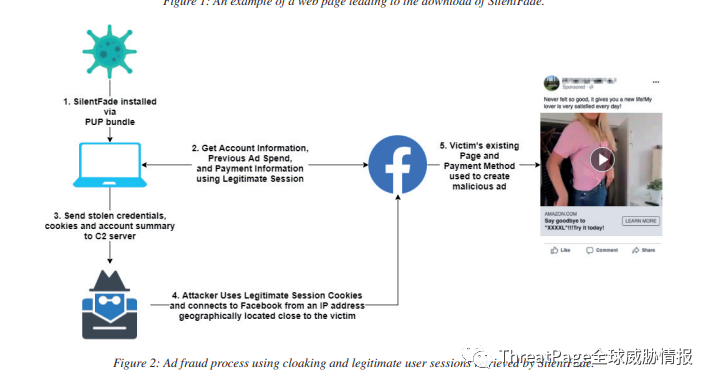 Figure 1: An example of a web page leading to the download of SilentFade.
1. SilentFade installed
via
PUP bundle
2. Get Account Information,
Previous Ad Spend,
and Payment Information
using Legitimate Session
5. Victim's existing
Page and
Payment Method
used to create
malicious ad
Sponsored
Never felt so good, it gives you a new life!My
lover is very satisfied every day!
AMAZON.COM
Say goodbye to
"XXXXL"!!!Try it today!
LEARN MORE
Like
Comment
Share
3. Send stolen credentials,
cookies and account summary
to C2 server
4. Attacker Uses Legitimate Session Cookies
and connects to Facebook from an IP address
geographically located close to the victim
ThreatPage全球威胁情报
Figure 2: Ad fraud process using cloaking and legitimate user sessions retrieved by SilentFade.